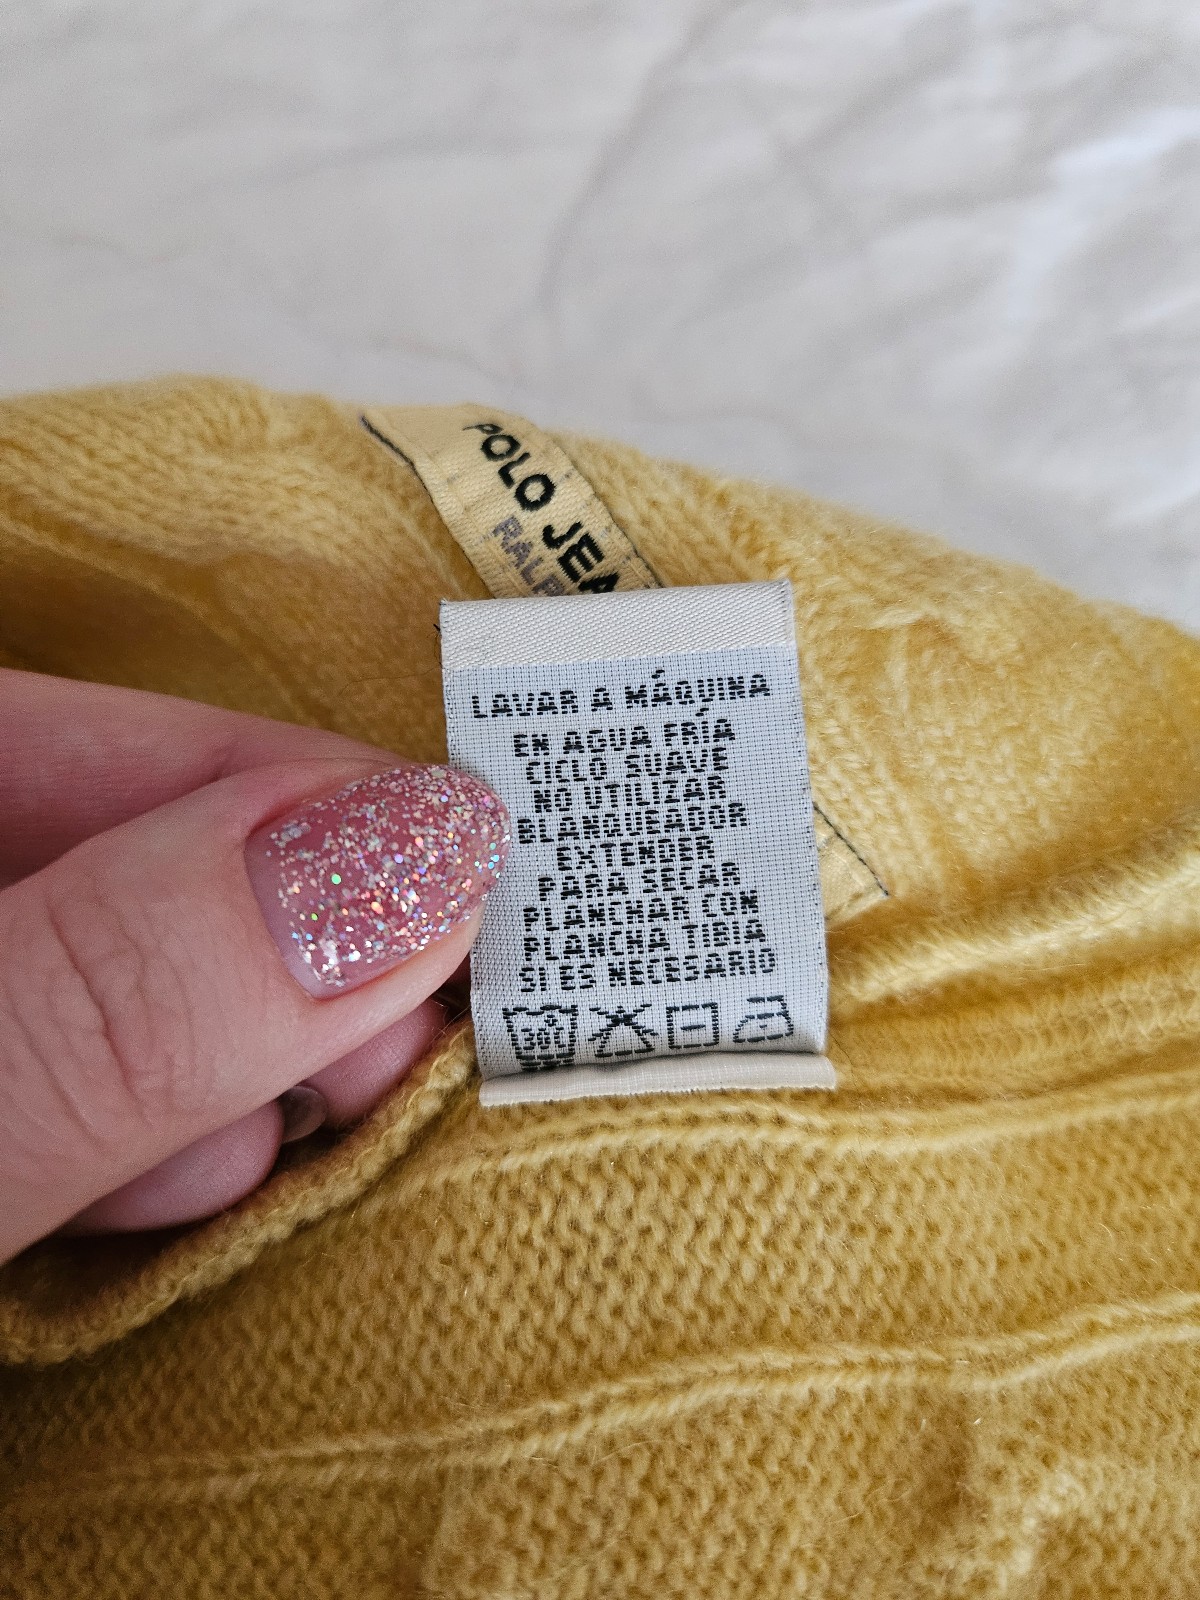 POLO JEA
RAL
LAVAR A MÁQUINA
EN AGUA FRÍA
CICLO SUAVE
NO UTILIZAR
BLANQUEADOR
EXTENDER
PARA SECAR
PLANCHAR CON
PLANCHA TIBIA
SI ES NECESARIO
30°